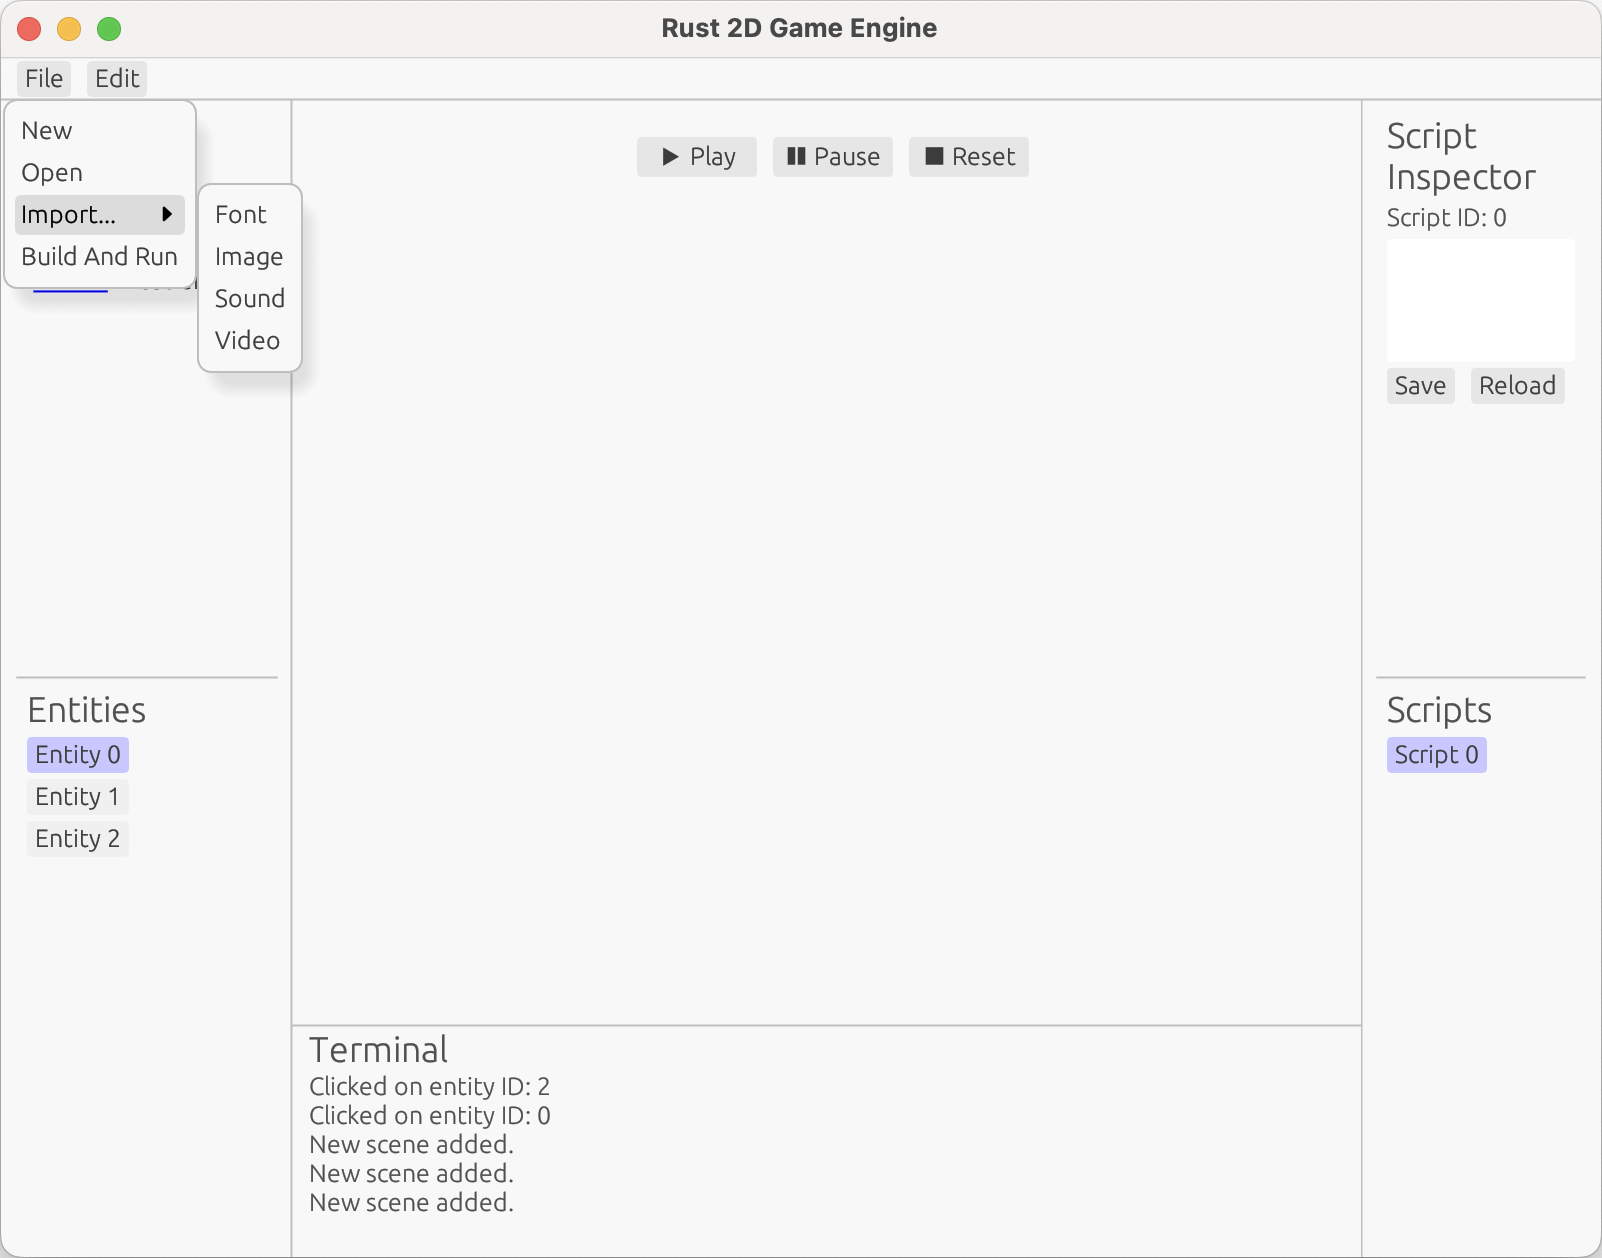 Rust 2D Game Engine
File Edit
New
Open
Import...
Build And Run
Font
Image
Sound
Video
Play Pause Reset
Script
Inspector
Script ID: 0
Save Reload
Entities
Entity 0
Entity 1
Entity 2
Scripts
Script 0
Terminal
Clicked on entity ID: 2
Clicked on entity ID: 0
New scene added.
New scene added.
New scene added.